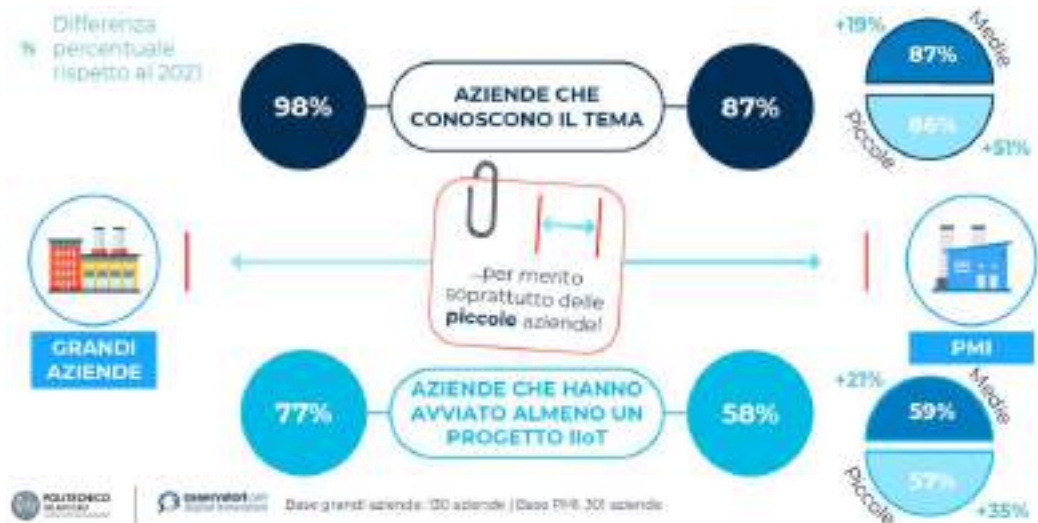 Differenza
% percentuale
rispetto al 2021
98%
AZIENDE CHE
CONOSCONO IL TEMA
87%
+19%
Medie
87%
86%
Piccole
+51%
...per merito
soprattutto delle
piccole aziende!
GRANDI
AZIENDE
PMI
77%
AZIENDE CHE HANNO
AVVIATO ALMENO UN
PROGETTO IIoT
58%
+21%
Medie
59%
57%
Piccole
+35%
POLITECNICO
osservatori.net
digital innovation
Base grandi aziende: 130 aziende | Base PMI: 301 aziende